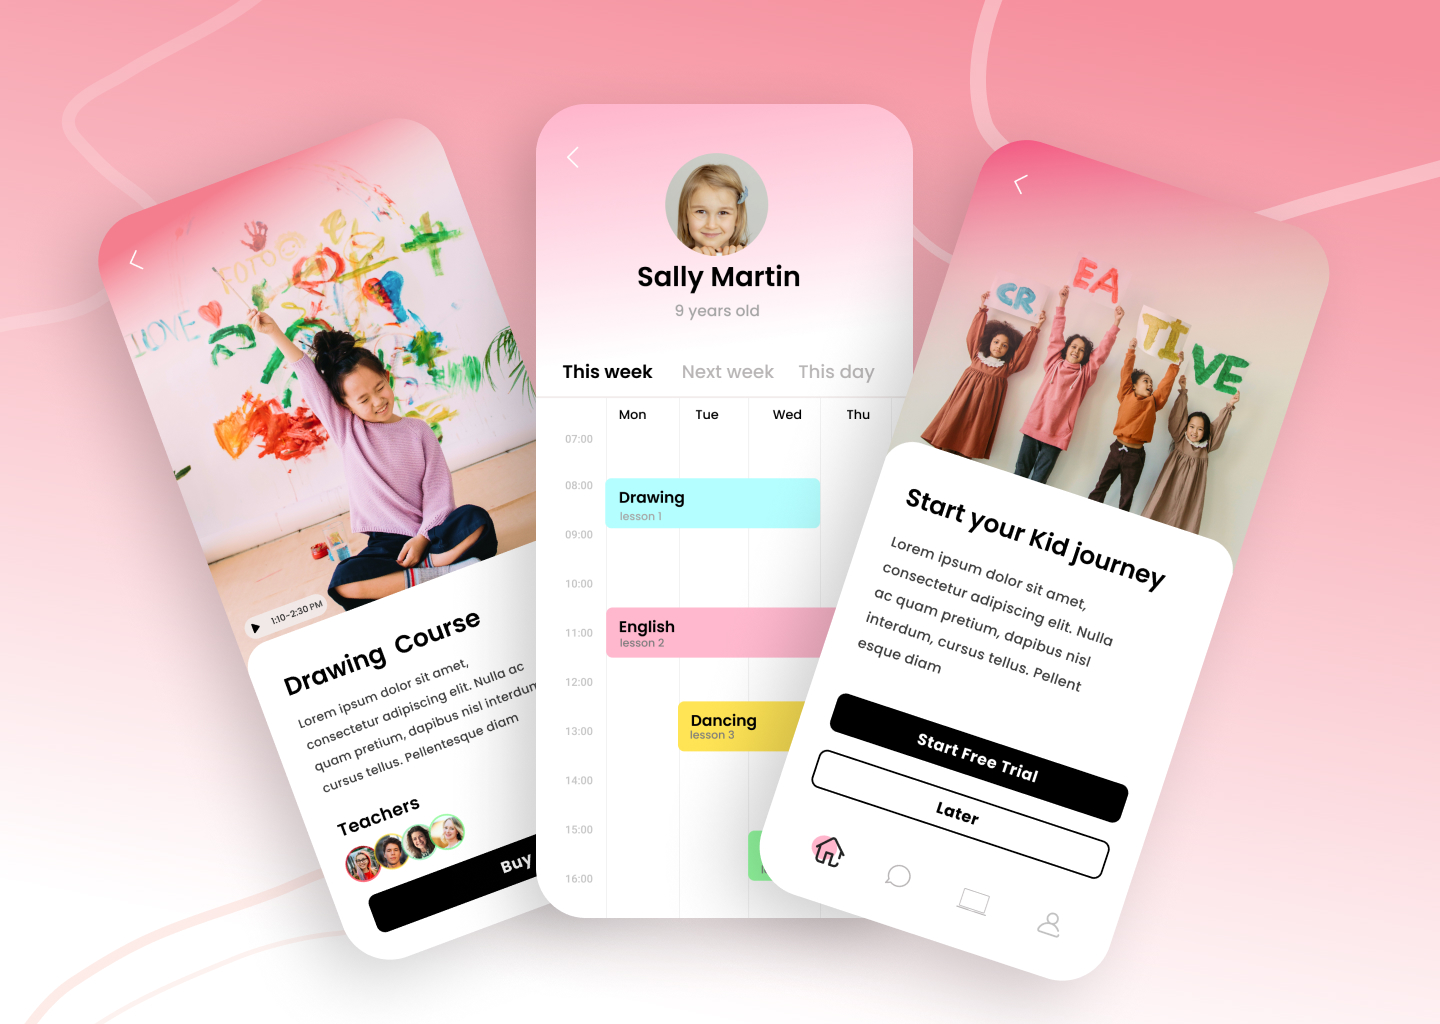 FOTO
I LOVE
1:10-2:30 PM
Drawing Course
Lorem ipsum dolor sit amet,
consectetur adipiscing elit. Nulla ac
quam pretium, dapibus nisl interdum
cursus tellus. Pellentesque diam
Teachers
Buy
Sally Martin
9 years old
This week
Next week
This day
Mon
Tue
Wed
Thu
07:00
08:00
Drawing
lesson 1
09:00
10:00
English
11:00
lesson 2
12:00
Dancing
13:00
lesson 3
14:00
15:00
16:00
CR
EA
TI
VE
Start your Kid journey
Lorem ipsum dolor sit amet,
consectetur adipiscing elit. Nulla
ac quam pretium, dapibus nisl
interdum, cursus tellus. Pellent
esque diam
Start Free Trial
Later